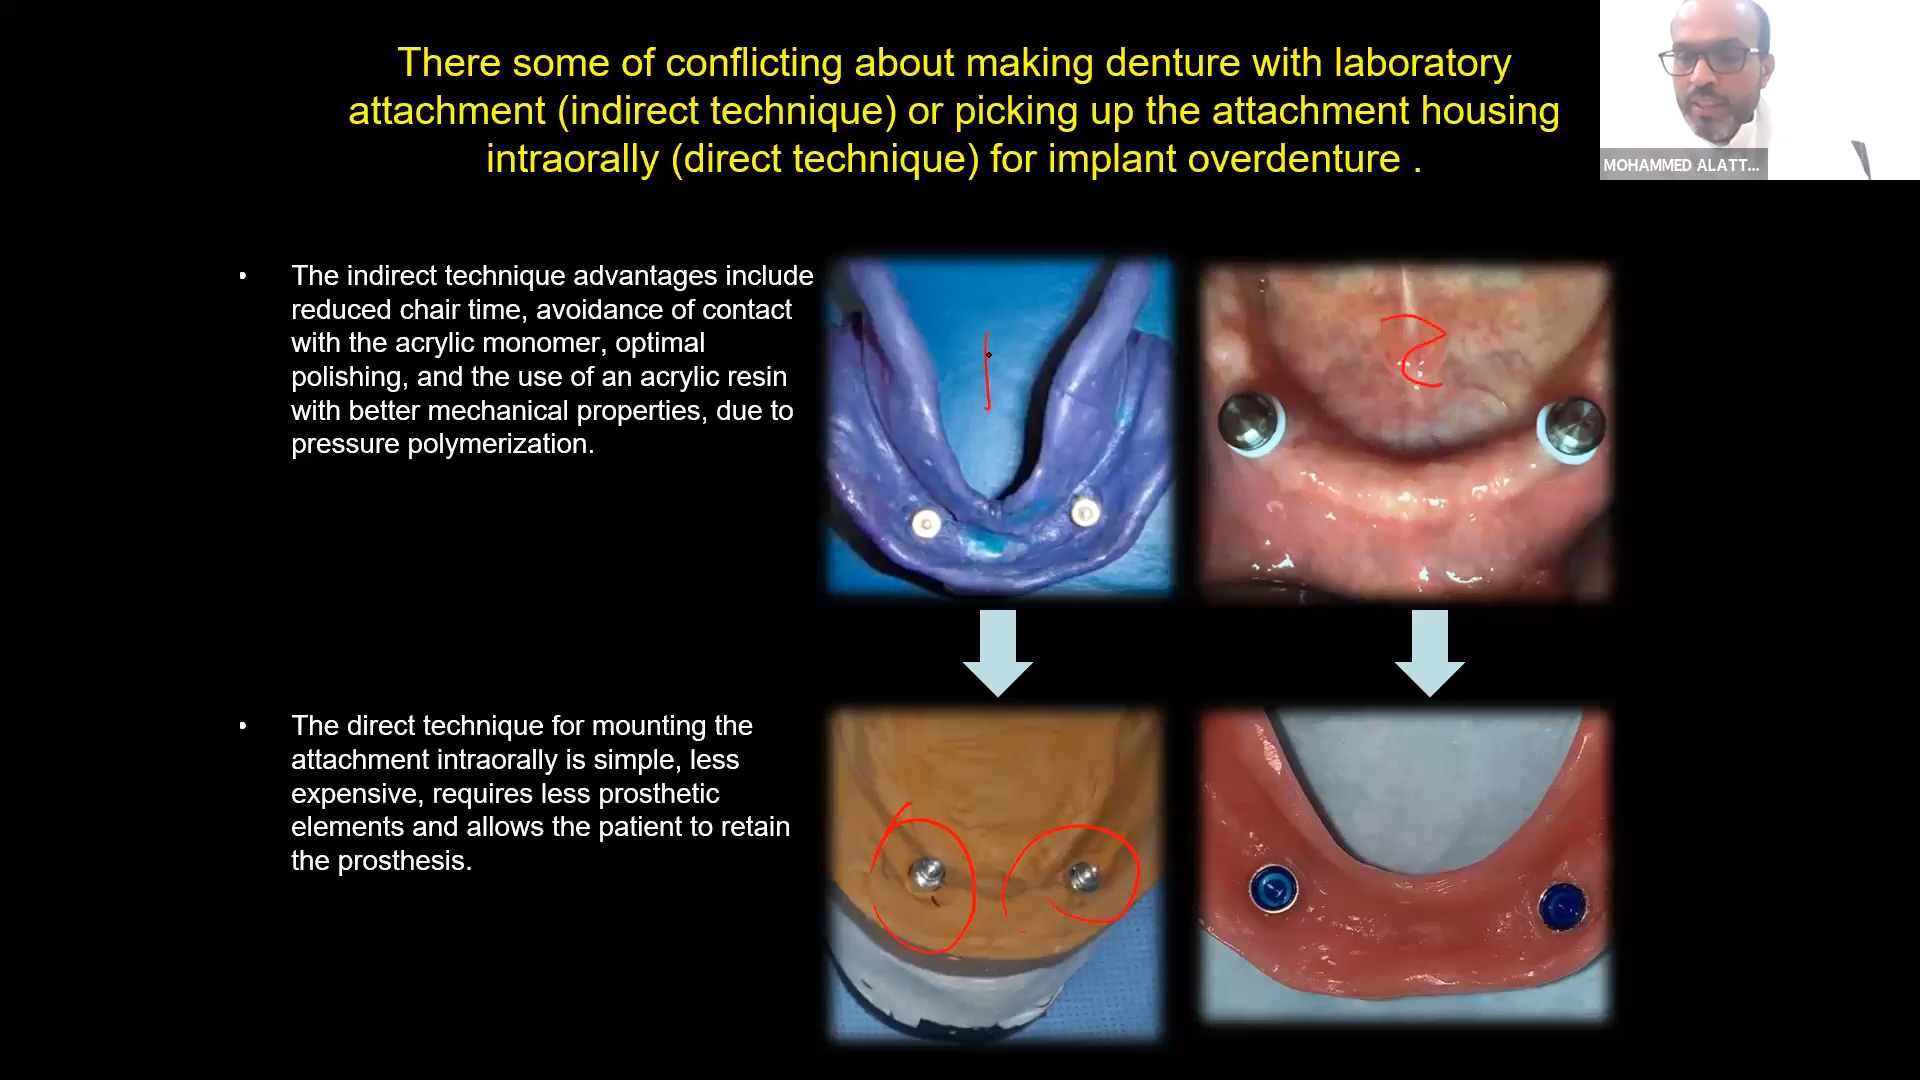 There some of conflicting about making denture with laboratory
attachment (indirect technique) or picking up the attachment housing
intraorally (direct technique) for implant overdenture .
MOHAMMED ALATT...
• The indirect technique advantages include
reduced chair time, avoidance of contact
with the acrylic monomer, optimal
polishing, and the use of an acrylic resin
with better mechanical properties, due to
pressure polymerization.
• The direct technique for mounting the
attachment intraorally is simple, less
expensive, requires less prosthetic
elements and allows the patient to retain
the prosthesis.